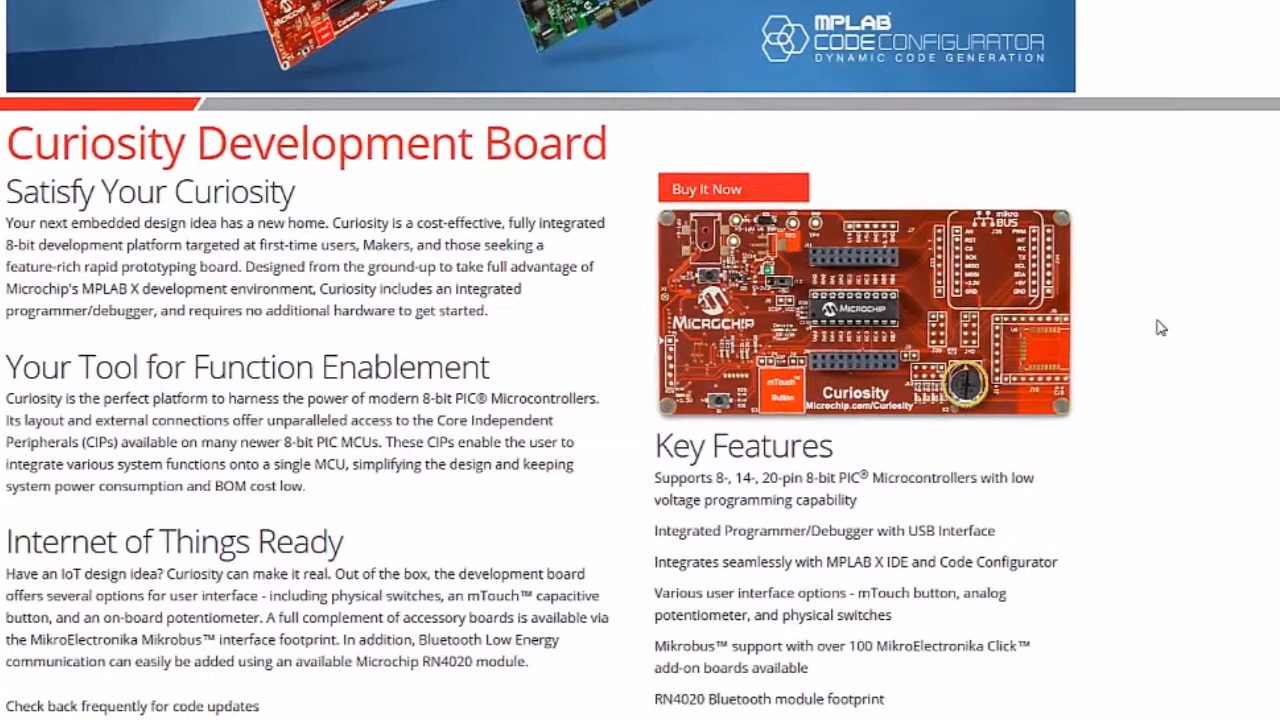 MPLAB
CODE CONFIGURATOR
DYNAMIC CODE GENERATION
Curiosity Development Board
Satisfy Your Curiosity
Your next embedded design idea has a new home. Curiosity is a cost-effective, fully integrated
8-bit development platform targeted at first-time users, Makers, and those seeking a
feature-rich rapid prototyping board. Designed from the ground-up to take full advantage of
Microchip's MPLAB X development environment, Curiosity includes an integrated
programmer/debugger, and requires no additional hardware to get started.
Your Tool for Function Enablement
Curiosity is the perfect platform to harness the power of modern 8-bit PIC® Microcontrollers.
Its layout and external connections offer unparalleled access to the Core Independent
Peripherals (CIPs) available on many newer 8-bit PIC MCUs. These CIPs enable the user to
integrate various system functions onto a single MCU, simplifying the design and keeping
system power consumption and BOM cost low.
Internet of Things Ready
Have an IoT design idea? Curiosity can make it real. Out of the box, the development board
offers several options for user interface - including physical switches, an mTouch™ capacitive
button, and an on-board potentiometer. A full complement of accessory boards is available via
the MikroElectronika Mikrobus™ interface footprint. In addition, Bluetooth Low Energy
communication can easily be added using an available Microchip RN4020 module.
Check back frequently for code updates
Buy It Now
mikro
BUS
MICROCHIP
MICROCHIP
mTouch
Button
Curiosity
Microchip.com/Curiosity
Key Features
Supports 8-, 14-, 20-pin 8-bit PIC® Microcontrollers with low
voltage programming capability
Integrated Programmer/Debugger with USB Interface
Integrates seamlessly with MPLAB X IDE and Code Configurator
Various user interface options - mTouch button, analog
potentiometer, and physical switches
Mikrobus™ support with over 100 MikroElectronika Click™
add-on boards available
RN4020 Bluetooth module footprint